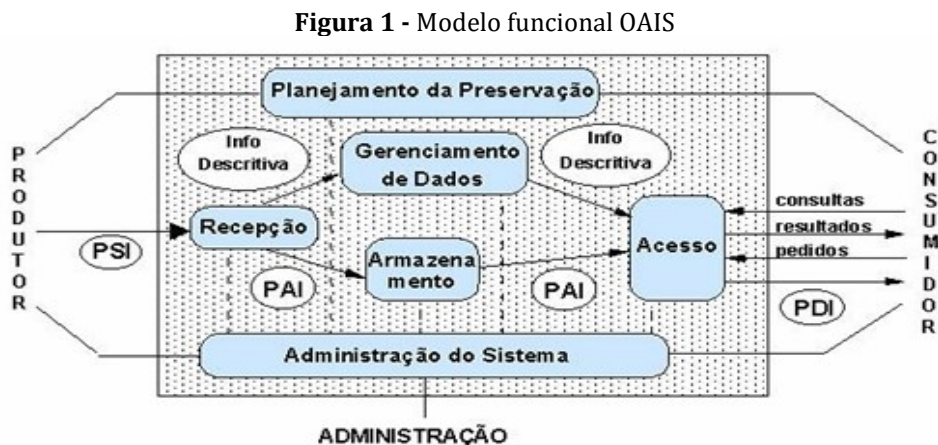 Figura 1 - Modelo funcional OAIS
Planejamento da Preservação
PRODUTOR
Info
Descritiva
Gerenciamento
de Dados
Info
Descritiva
CONSUMIDOR
consultas
Recepção
resultados
Acesso
pedidos
PSI
Armazena
mento
PAI
PAI
PDI
Administração do Sistema
ADMINISTRAÇÃO